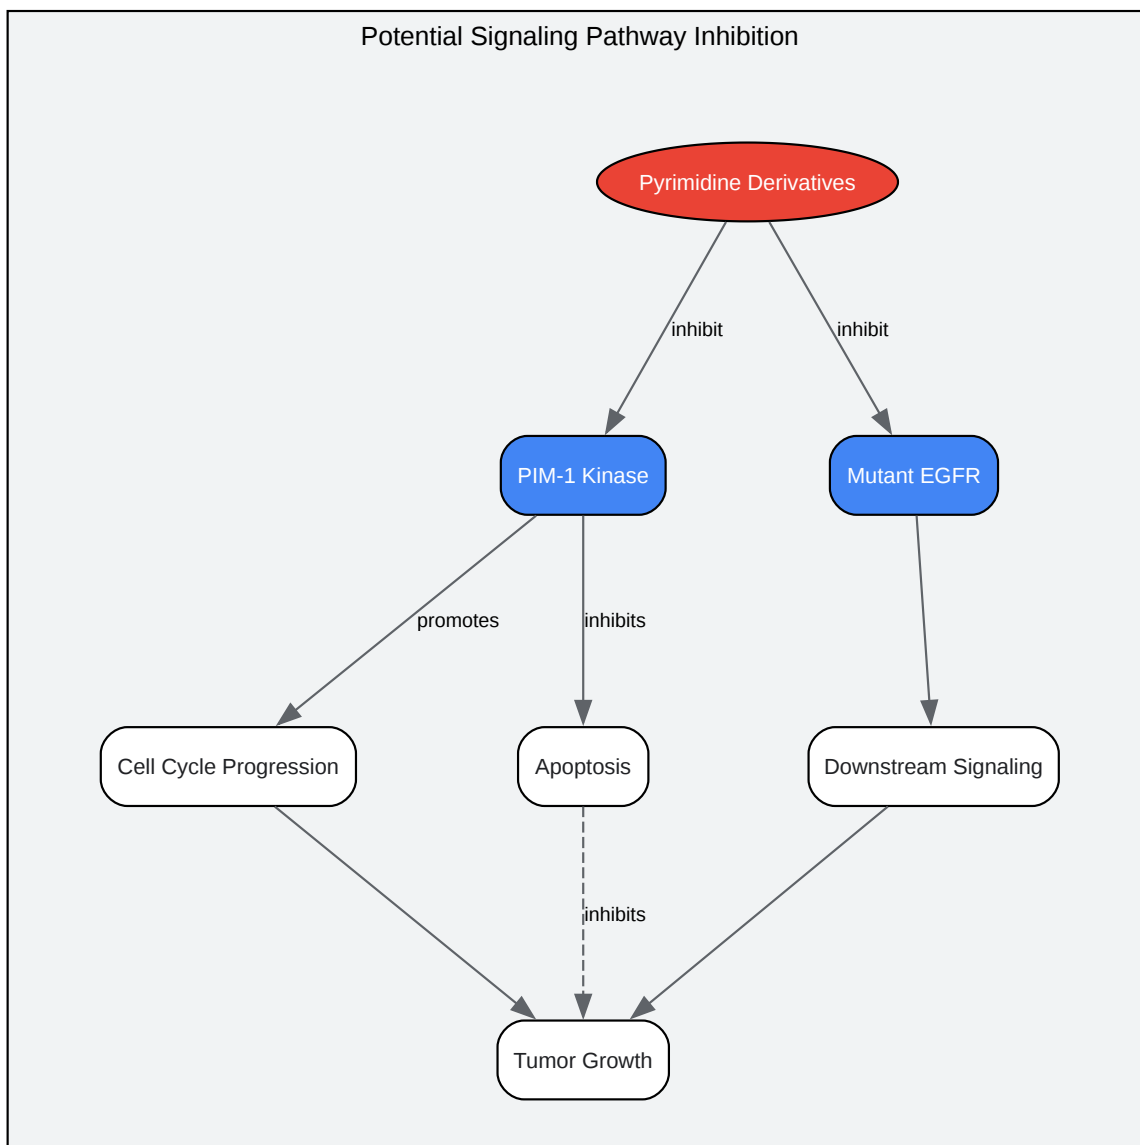 Potential Signaling Pathway Inhibition
Pyrimidine Derivatives
inhibit
inhibit
PIM-1 Kinase
Mutant EGFR
promotes
inhibits
Cell Cycle Progression
Apoptosis
Downstream Signaling
inhibits
Tumor Growth